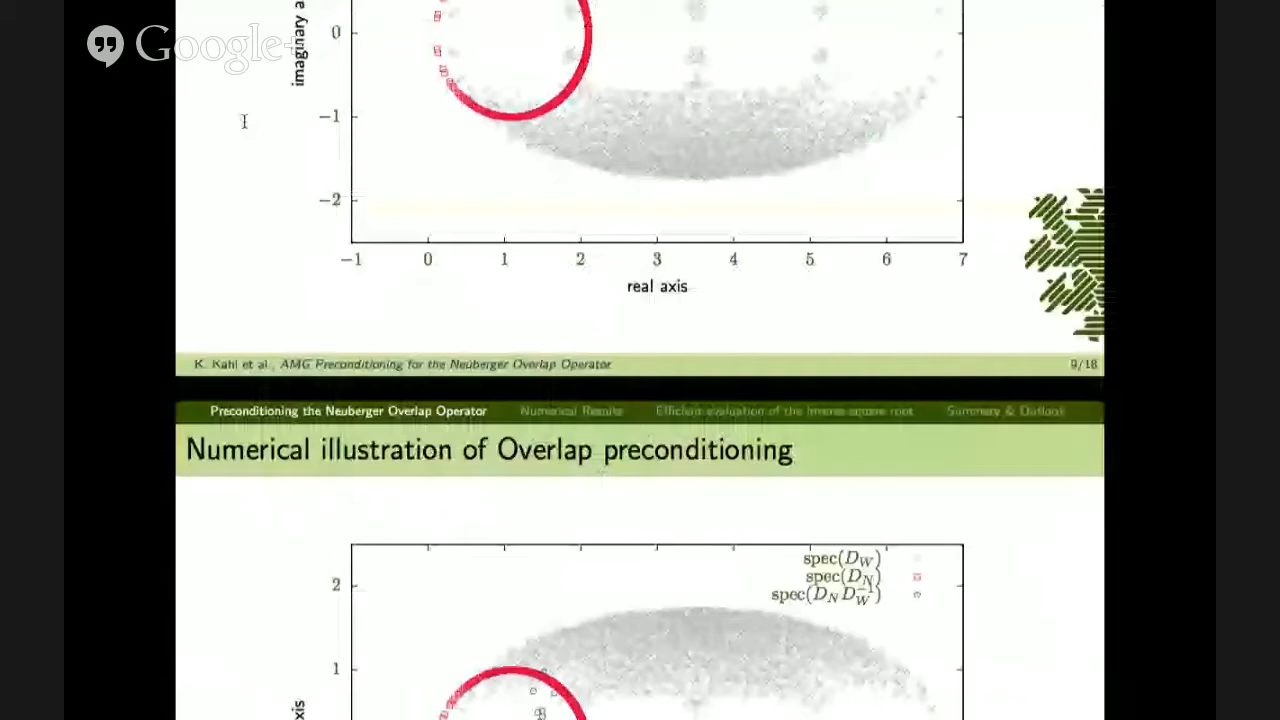 Google+
imaginary a
0
−1
−2
−1 0 1 2 3 4 5 6 7
real axis
K. Kahl et al., AMG Preconditioning for the Neuberger Overlap Operator 9/18
Preconditioning the Neuberger Overlap Operator Numerical Results Efficient evaluation of the inverse square root Summary & Outlook
Numerical illustration of Overlap preconditioning
spec(D_W)
spec(D_N)
spec(D_N D_W^{-1})
2
1
xis